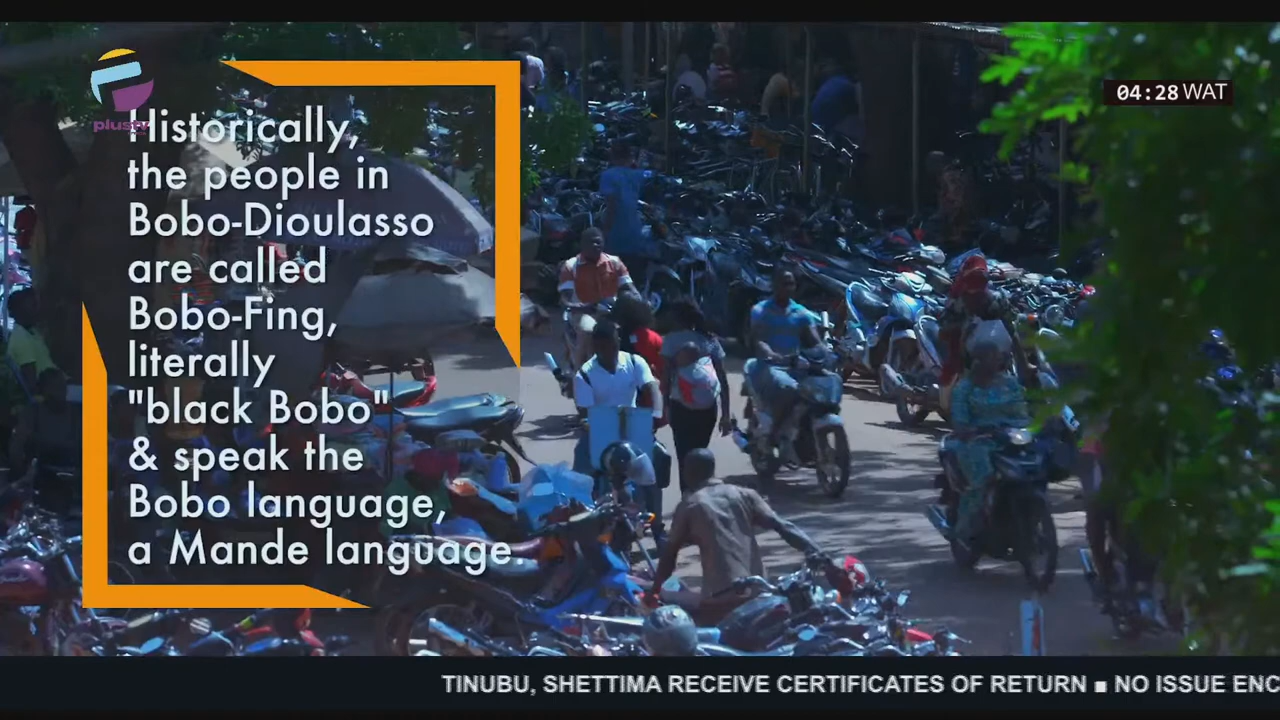 plustv
04:28 WAT
Historically,
the people in
Bobo-Dioulasso
are called
Bobo-Fing,
literally
"black Bobo"
& speak the
Bobo language,
a Mande language.
TINUBU, SHETTIMA RECEIVE CERTIFICATES OF RETURN ■ NO ISSUE ENC